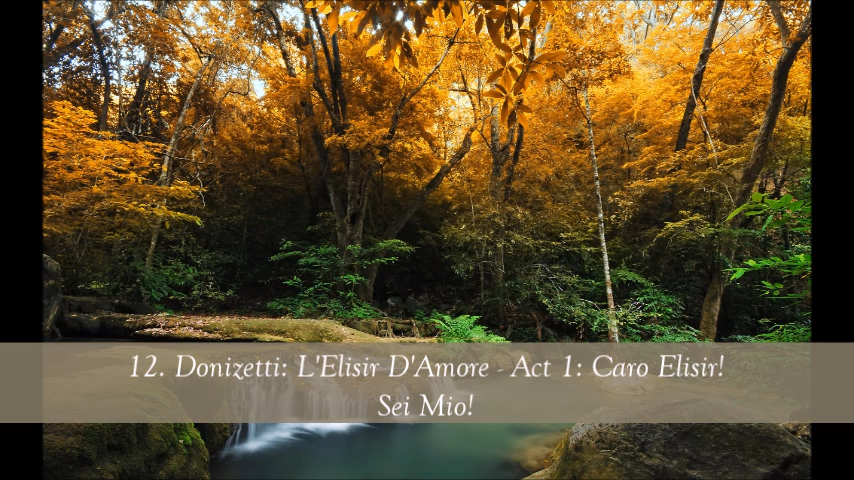 12. Donizetti: L'Elisir D'Amore - Act 1: Caro Elisir!
Sei Mio!